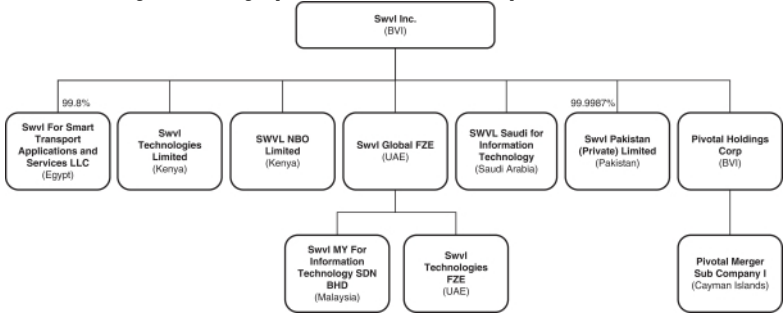 Swvl Inc.
(BVI)
99.8%
99.9987%
Swvl For Smart
Transport
Applications and
Services LLC
(Egypt)
Swvl
Technologies
Limited
(Kenya)
SWVL NBO
Limited
(Kenya)
Swvl Global FZE
(UAE)
SWVL Saudi for
Information
Technology
(Saudi Arabia)
Swvl Pakistan
(Private) Limited
(Pakistan)
Pivotal Holdings
Corp
(BVI)
Swvl MY For
Information
Technology SDN
BHD
(Malaysia)
Swvl
Technologies
FZE
(UAE)
Pivotal Merger
Sub Company I
(Cayman Islands)